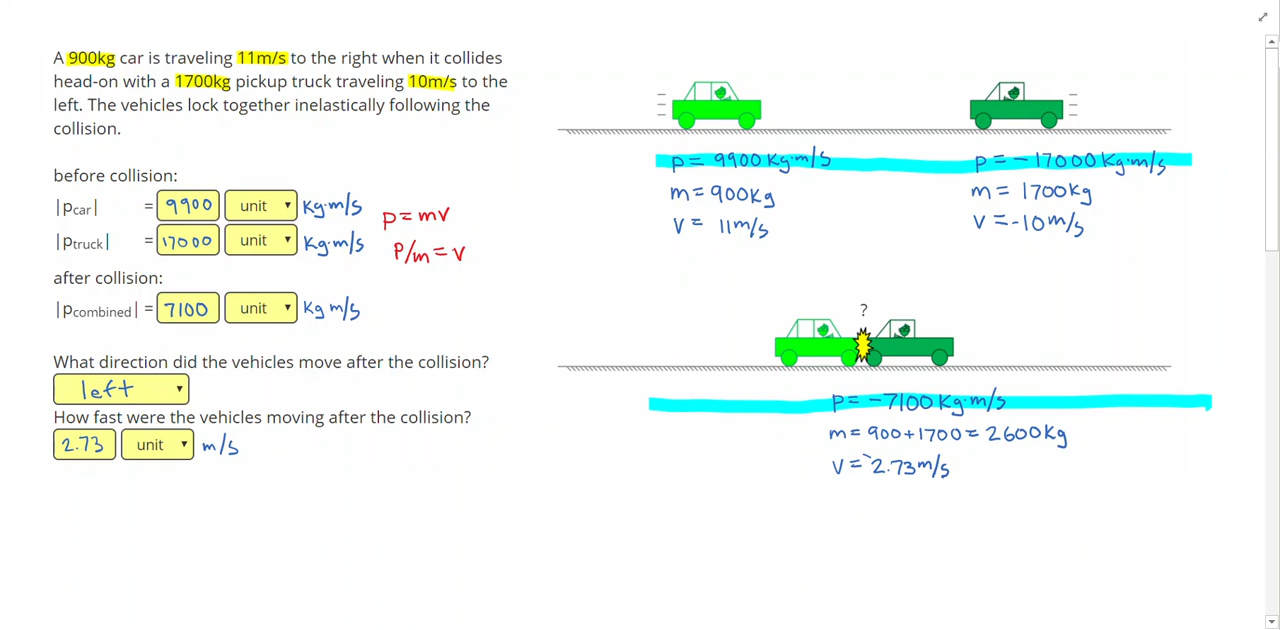 A 900kg car is traveling 11m/s to the right when it collides
head-on with a 1700kg pickup truck traveling 10m/s to the
left. The vehicles lock together inelastically following the
collision.
before collision:
|pcar| = 9900 unit Kg·m/s
|ptruck| = 17000 unit Kg·m/s
P=mv
P/m=v
after collision:
|pcombined| = 7100 unit Kg m/s
What direction did the vehicles move after the collision?
left
How fast were the vehicles moving after the collision?
2.73 unit m/s
P= 9900 Kg·m/s
m=900Kg
V= 11m/s
P=-17000 Kg·m/s
m= 1700kg
V=-10m/s
?
P= -7100 Kg·m/s
m= 900+1700= 2600Kg
V=-2.73m/s